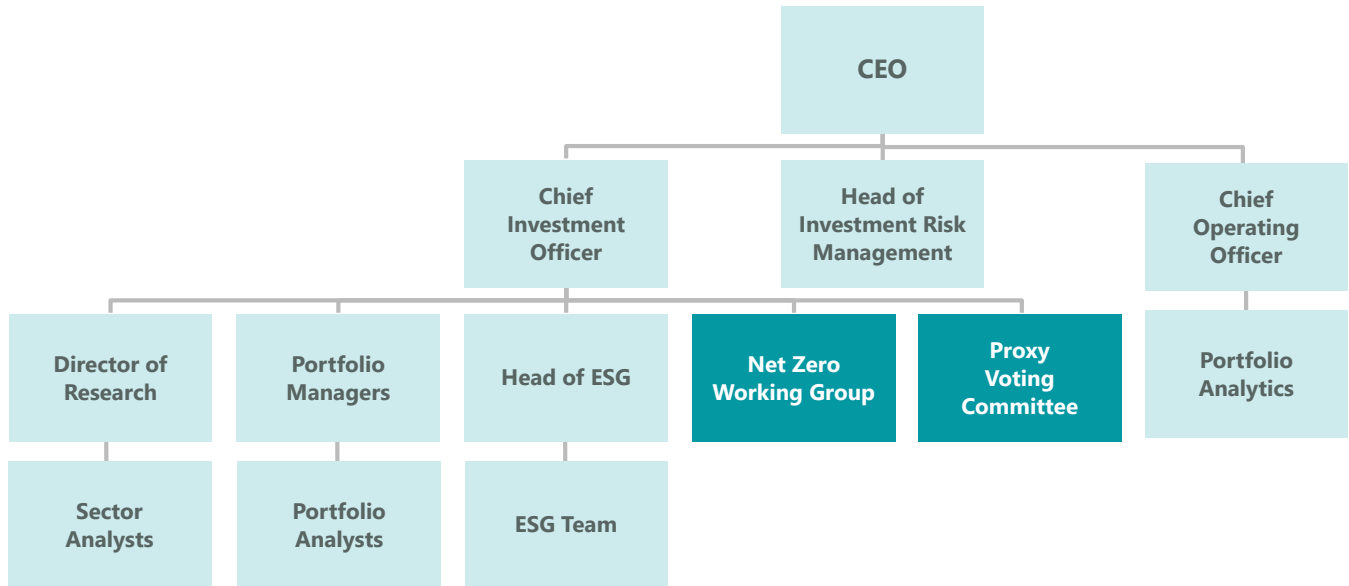 CEO
Chief
Investment
Officer
Head of
Investment Risk
Management
Chief
Operating
Officer
Director of
Research
Portfolio
Managers
Head of ESG
Net Zero
Working Group
Proxy
Voting
Committee
Portfolio
Analytics
Sector
Analysts
Portfolio
Analysts
ESG Team